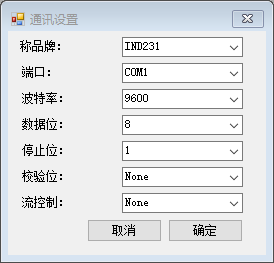 通讯设置
称品牌： IND231
端口： COM1
波特率： 9600
数据位： 8
停止位： 1
校验位： None
流控制： None
取消 确定